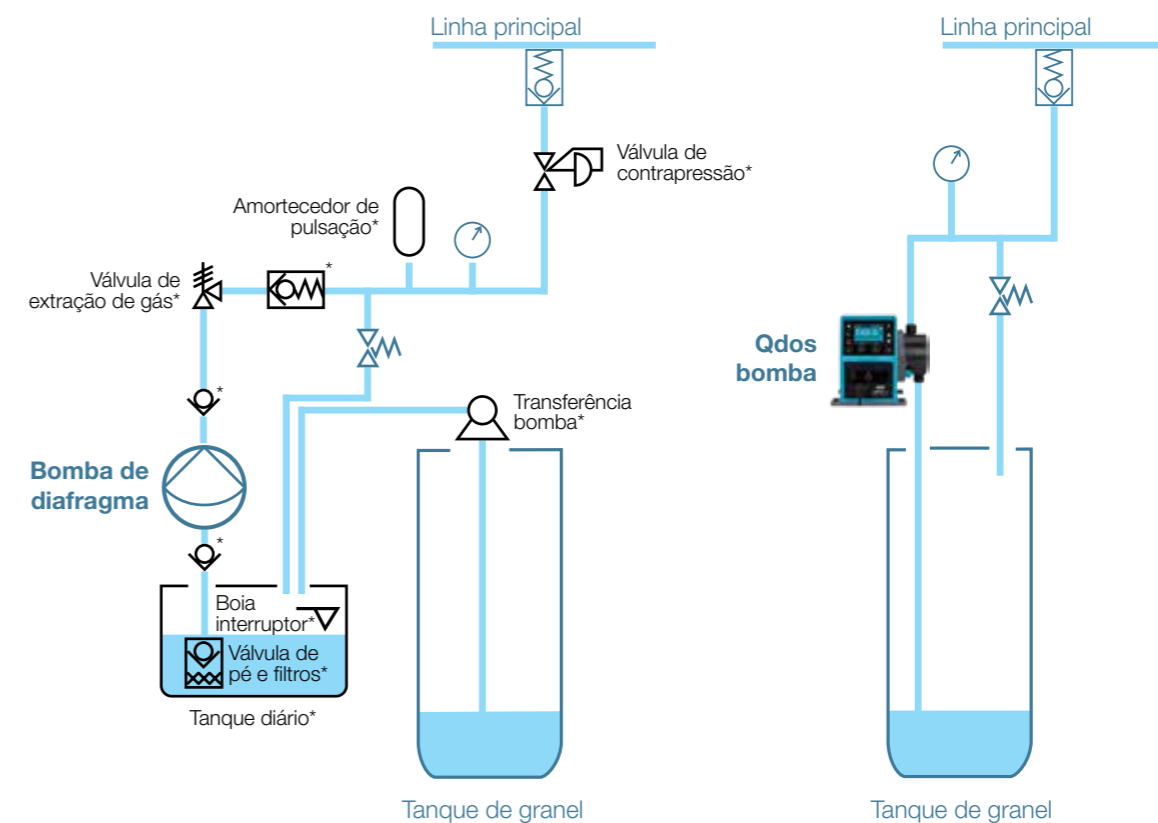 Linha principal
Válvula de
contrapressão*
Amortecedor de
pulsação*
Válvula de
extração de gás*
*
*
Transferência
bomba*
Bomba de
diafragma
*
Boia
interruptor*
Válvula de
pé e filtros*
Tanque diário*
Tanque de granel
Linha principal
Qdos
bomba
Tanque de granel